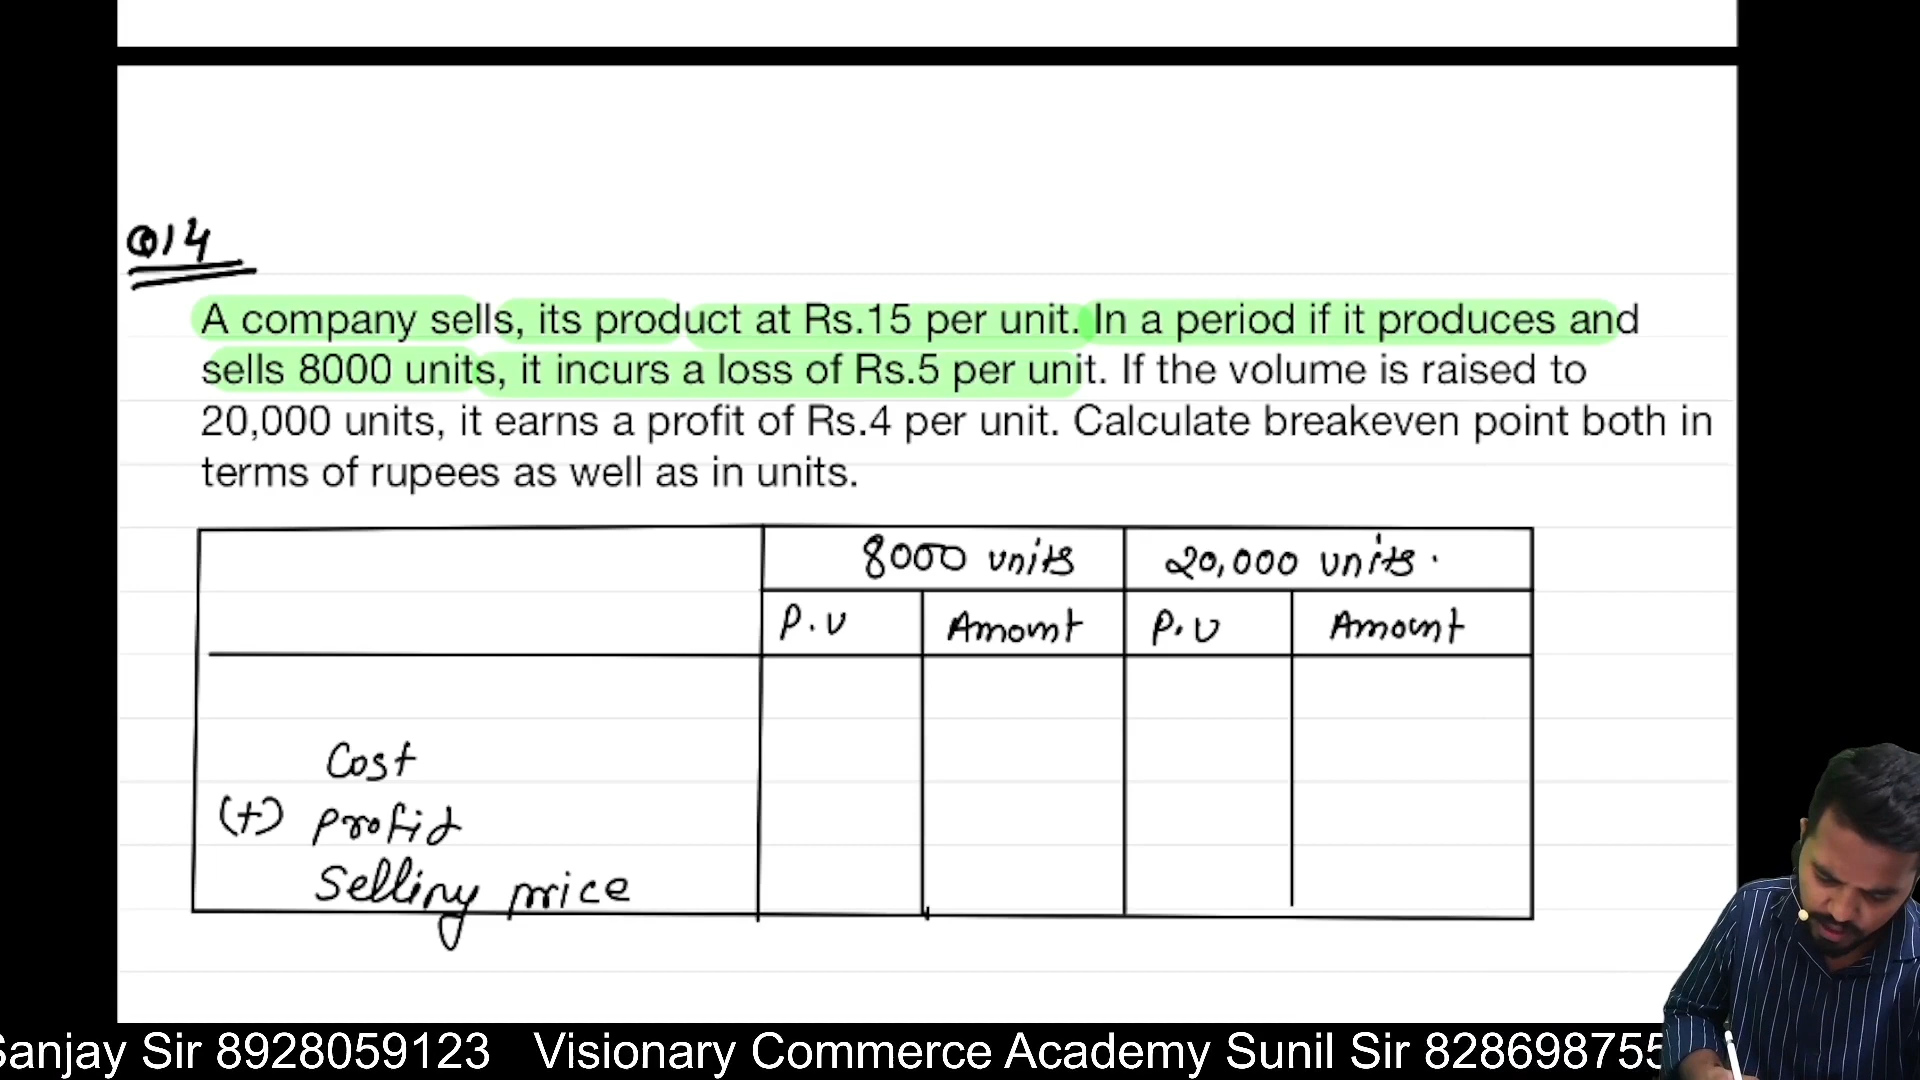 Q14
A company sells, its product at Rs.15 per unit. In a period if it produces and
sells 8000 units, it incurs a loss of Rs.5 per unit. If the volume is raised to
20,000 units, it earns a profit of Rs.4 per unit. Calculate breakeven point both in
terms of rupees as well as in units.
8000 units 20,000 units.
P.U Amount P.U Amount
Cost
(+) Profit
Selling price
Sanjay Sir 8928059123 Visionary Commerce Academy Sunil Sir 828698755